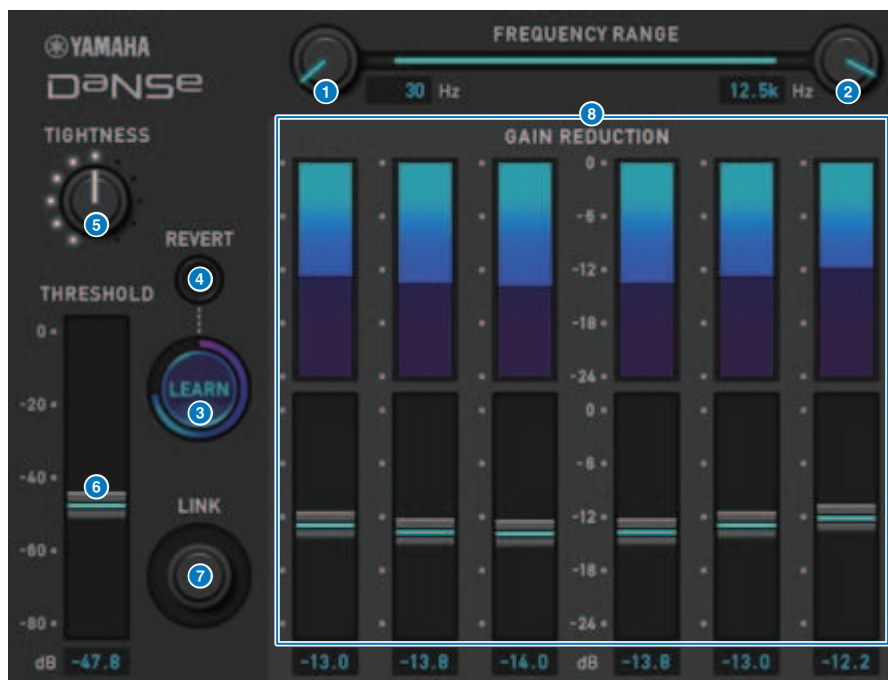 YAMAHA
DaNSe
FREQUENCY RANGE
1
2
30 Hz
12.5k Hz
8
TIGHTNESS
5
GAIN REDUCTION
0
-6
-12
-18
-24
REVERT
4
THRESHOLD
0
-20
-40
-60
-80
6
LEARN
3
LINK
7
0
-6
-12
-18
-24
dB -47.8
-13.0 -13.8 -14.0 dB -13.8 -13.0 -12.2